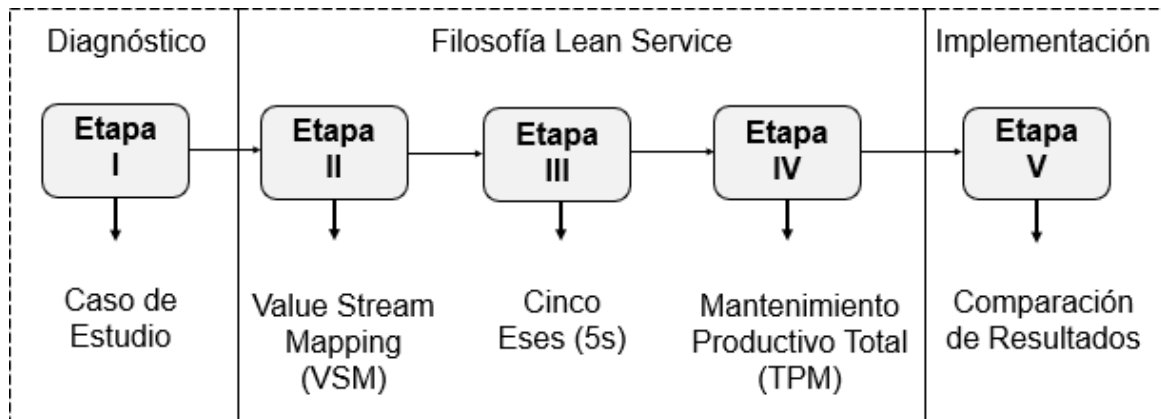 Diagnóstico
Filosofía Lean Service
Implementación
Etapa
I
Etapa
II
Etapa
III
Etapa
IV
Etapa
V
Caso de
Estudio
Value Stream
Mapping
(VSM)
Cinco
Eses (5s)
Mantenimiento
Productivo Total
(TPM)
Comparación
de Resultados